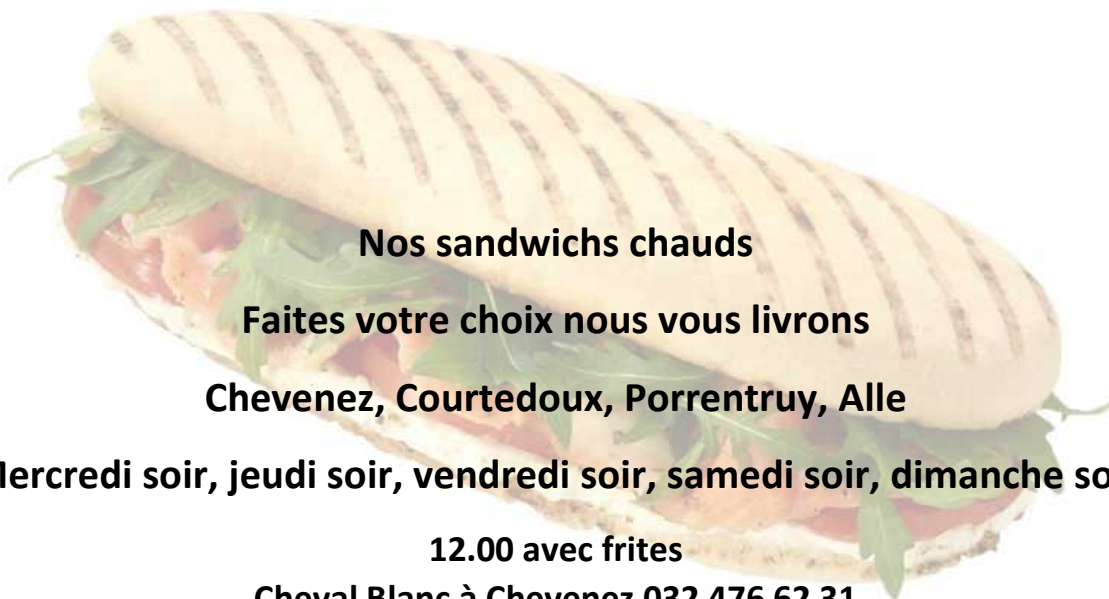 Nos sandwichs chauds
Faites votre choix nous vous livrons
Chevenez, Courtedoux, Porrentruy, Alle
Mercredi soir, jeudi soir, vendredi soir, samedi soir, dimanche so
12.00 avec frites
Cheval Blanc à Chevenez 032 476 62 31